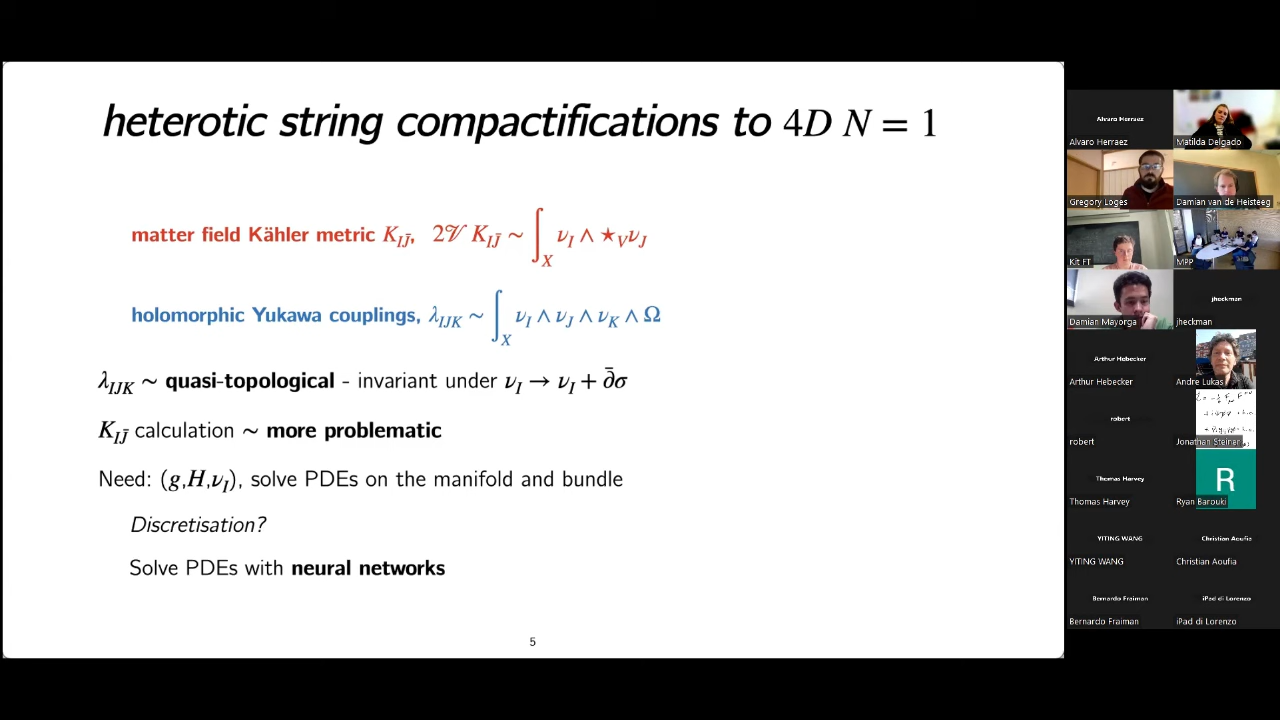 heterotic string compactifications to 4D N = 1
matter field Kähler metric K_{IJ̄}, 2𝒱 K_{IJ̄} ~ ∫_X ν_I ∧ ⋆_V ν_J
holomorphic Yukawa couplings, λ_{IJK} ~ ∫_X ν_I ∧ ν_J ∧ ν_K ∧ Ω
λ_{IJK} ~ quasi-topological - invariant under ν_I → ν_I + ∂̄σ
K_{IJ̄} calculation ~ more problematic
Need: (g,H,ν_I), solve PDEs on the manifold and bundle
Discretisation?
Solve PDEs with neural networks
5
Alvaro Herraez
Alvaro Herraez
Matilda Delgado
Gregory Loges
Damian van de Heisteeg
Kit FT
MPP
Damian Mayorga
jheckman
jheckman
Arthur Hebecker
Arthur Hebecker
Andre Lukas
robert
robert
Jonathan Steiner
Thomas Harvey
Thomas Harvey
R
Ryan Barouki
YITING WANG
YITING WANG
Christian Aoufia
Christian Aoufia
Bernardo Fraiman
Bernardo Fraiman
iPad di Lorenzo
iPad di Lorenzo